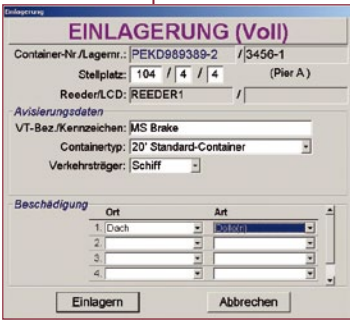 Einlagerung
EINLAGERUNG (Voll)
Container-Nr./Lagernr.: PEKD989389-2 / 3456-1
Stellplatz: 104 / 4 / 4 (Pier A )
Reeder/LCD: REEDER1 /
Avisierungsdaten
VT-Bez./Kennzeichen: MS Brake
Containertyp: 20' Standard-Container
Verkehrsträger: Schiff
Beschädigung
Ort Art
1. Dach
2.
3.
4.
Einlagern Abbrechen